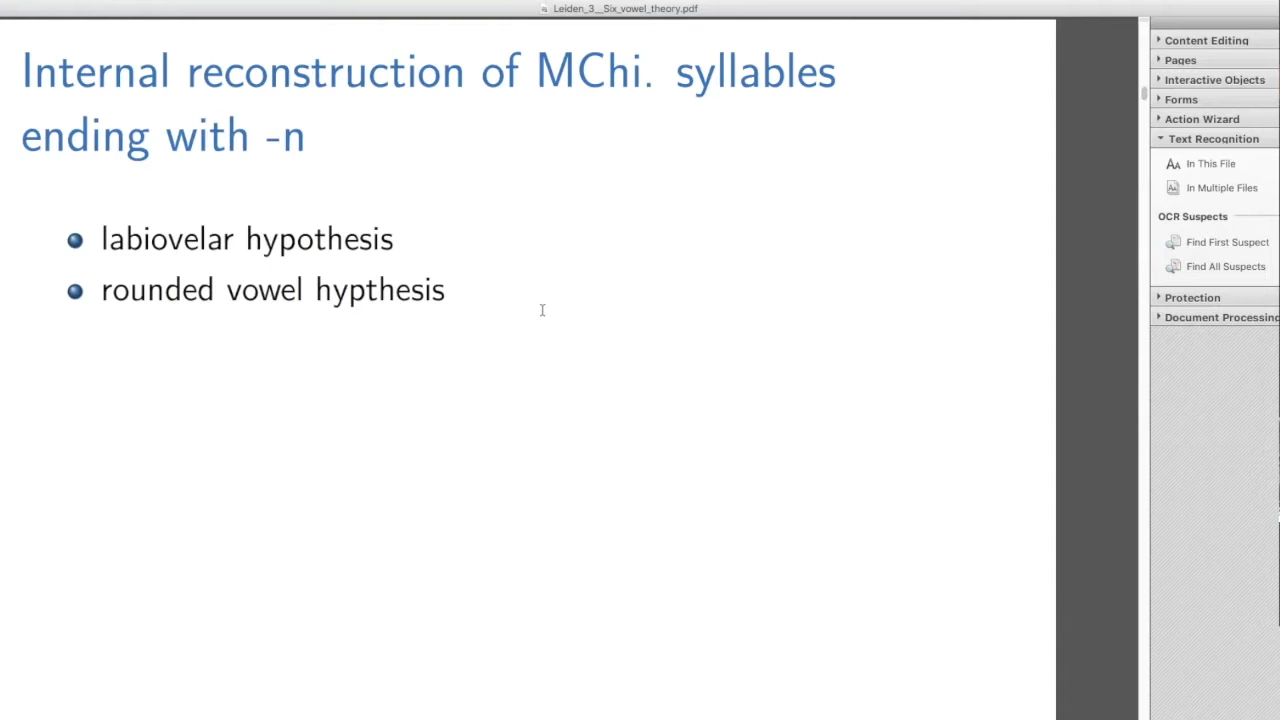 Leiden_3__Six_vowel_theory.pdf
Internal reconstruction of MChi. syllables
ending with -n
labiovelar hypothesis
rounded vowel hypthesis
Content Editing
Pages
Interactive Objects
Forms
Action Wizard
Text Recognition
In This File
In Multiple Files
OCR Suspects
Find First Suspect
Find All Suspects
Protection
Document Processing